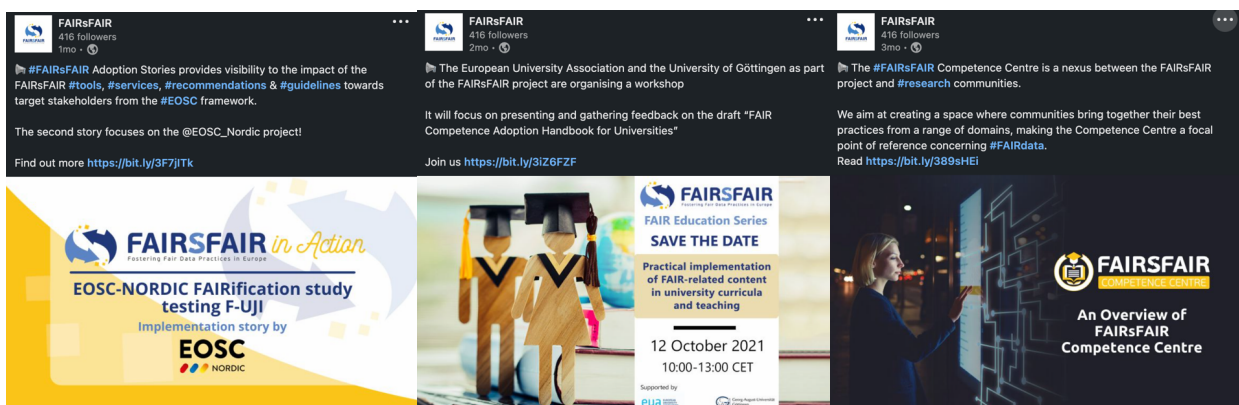 FAIRsFAIR
416 followers
1mo •
#FAIRsFAIR Adoption Stories provides visibility to the impact of the
FAIRsFAIR #tools, #services, #recommendations & #guidelines towards
target stakeholders from the #EOSC framework.
The second story focuses on the @EOSC_Nordic project!
Find out more https://bit.ly/3F7jITk
FAIRSFAIR in Action
Fostering Fair Data Practices in Europe
EOSC-NORDIC FAIRification study
testing F-UJI
Implementation story by
EOSC
NORDIC
FAIRsFAIR
416 followers
2mo •
The European University Association and the University of Göttingen as part
of the FAIRsFAIR project are organising a workshop
It will focus on presenting and gathering feedback on the draft “FAIR
Competence Adoption Handbook for Universities”
Join us https://bit.ly/3iZ6FZF
FAIRSFAIR
Fostering Fair Data Practices in Europe
FAIR Education Series
SAVE THE DATE
Practical implementation
of FAIR-related content
in university curricula
and teaching
12 October 2021
10:00-13:00 CET
Supported by
eua
Georg-August-Universität
FAIRsFAIR
416 followers
3mo •
The #FAIRsFAIR Competence Centre is a nexus between the FAIRsFAIR
project and #research communities.
We aim at creating a space where communities bring together their best
practices from a range of domains, making the Competence Centre a focal
point of reference concerning #FAIRdata.
Read https://bit.ly/389sHEi
FAIRSFAIR
COMPETENCE CENTRE
An Overview of
FAIRsFAIR
Competence Centre